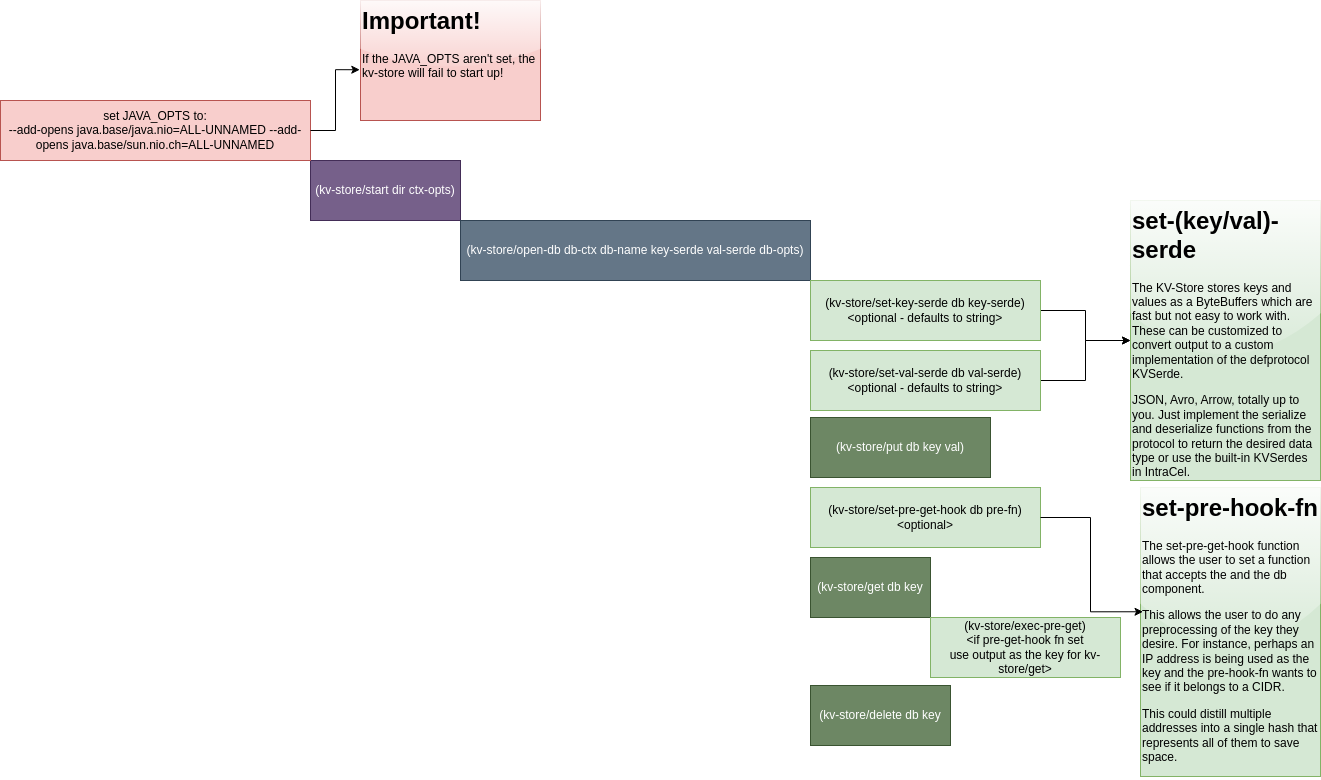 Important!
If the JAVA_OPTS aren't set, the
kv-store will fail to start up!
set JAVA_OPTS to:
--add-opens java.base/java.nio=ALL-UNNAMED --add-
opens java.base/sun.nio.ch=ALL-UNNAMED
(kv-store/start dir ctx-opts)
(kv-store/open-db db-ctx db-name key-serde val-serde db-opts)
(kv-store/set-key-serde db key-serde)
<optional - defaults to string>
(kv-store/set-val-serde db val-serde)
<optional - defaults to string>
set-(key/val)-
serde
The KV-Store stores keys and
values as a ByteBuffers which are
fast but not easy to work with.
These can be customized to
convert output to a custom
implementation of the defprotocol
KVSerde.
JSON, Avro, Arrow, totally up to
you. Just implement the serialize
and deserialize functions from the
protocol to return the desired data
type or use the built-in KVSerdes
in IntraCel.
(kv-store/put db key val)
(kv-store/set-pre-get-hook db pre-fn)
<optional>
set-pre-hook-fn
The set-pre-get-hook function
allows the user to set a function
that accepts the and the db
component.
This allows the user to do any
preprocessing of the key they
desire. For instance, perhaps an
IP address is being used as the
key and the pre-hook-fn wants to
see if it belongs to a CIDR.
This could distill multiple
addresses into a single hash that
represents all of them to save
space.
(kv-store/get db key
(kv-store/exec-pre-get)
<if pre-get-hook fn set
use output as the key for kv-
store/get>
(kv-store/delete db key